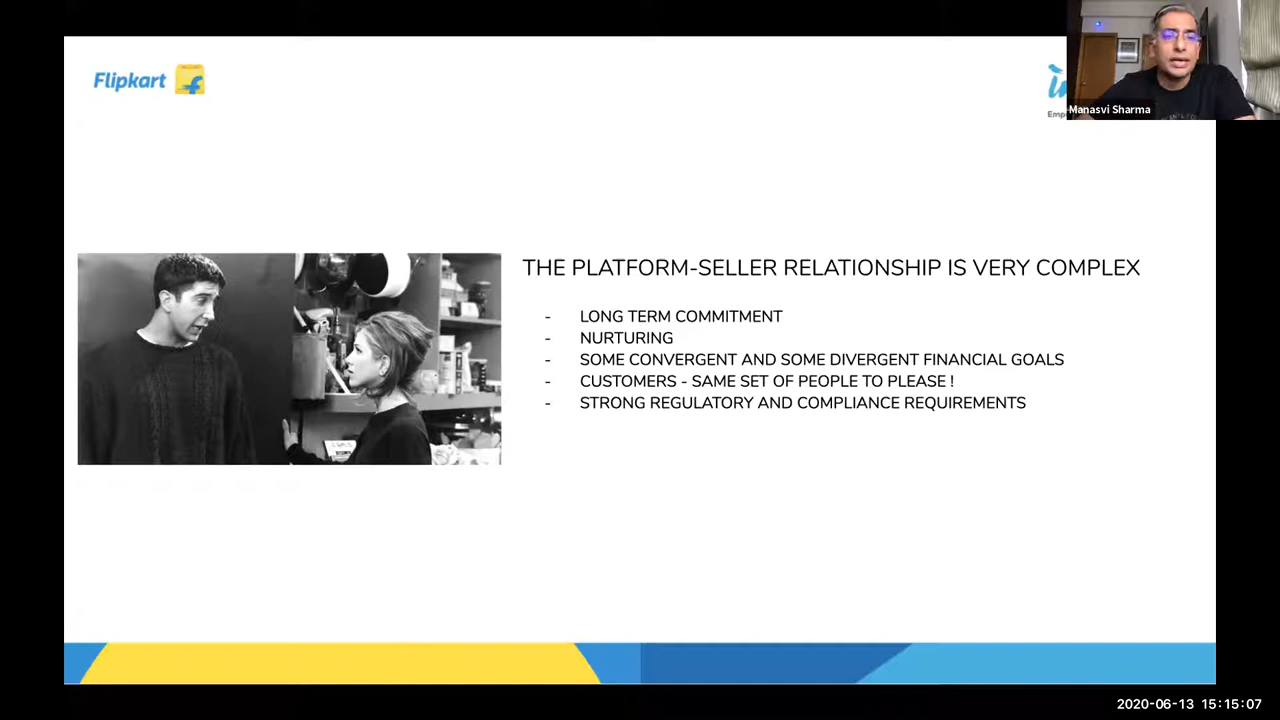 Flipkart
Manasvi Sharma
THE PLATFORM-SELLER RELATIONSHIP IS VERY COMPLEX
- LONG TERM COMMITMENT
- NURTURING
- SOME CONVERGENT AND SOME DIVERGENT FINANCIAL GOALS
- CUSTOMERS - SAME SET OF PEOPLE TO PLEASE !
- STRONG REGULATORY AND COMPLIANCE REQUIREMENTS
2020-06-13 15:15:07